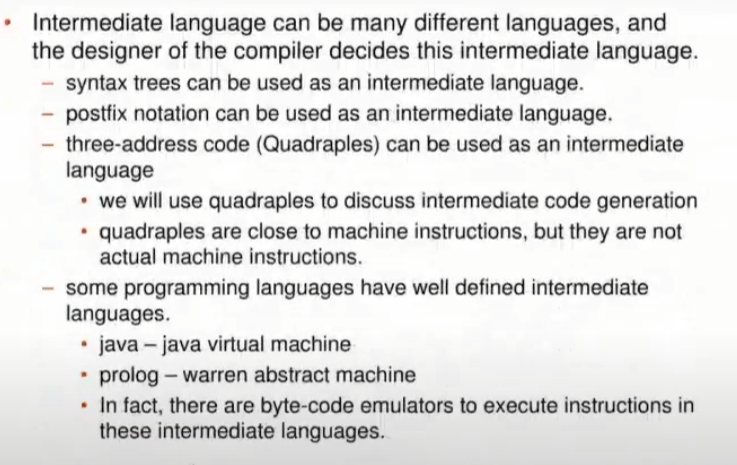 • Intermediate language can be many different languages, and
the designer of the compiler decides this intermediate language.
– syntax trees can be used as an intermediate language.
– postfix notation can be used as an intermediate language.
– three-address code (Quadraples) can be used as an intermediate
language
• we will use quadraples to discuss intermediate code generation
• quadraples are close to machine instructions, but they are not
actual machine instructions.
– some programming languages have well defined intermediate
languages.
• java – java virtual machine
• prolog – warren abstract machine
• In fact, there are byte-code emulators to execute instructions in
these intermediate languages.